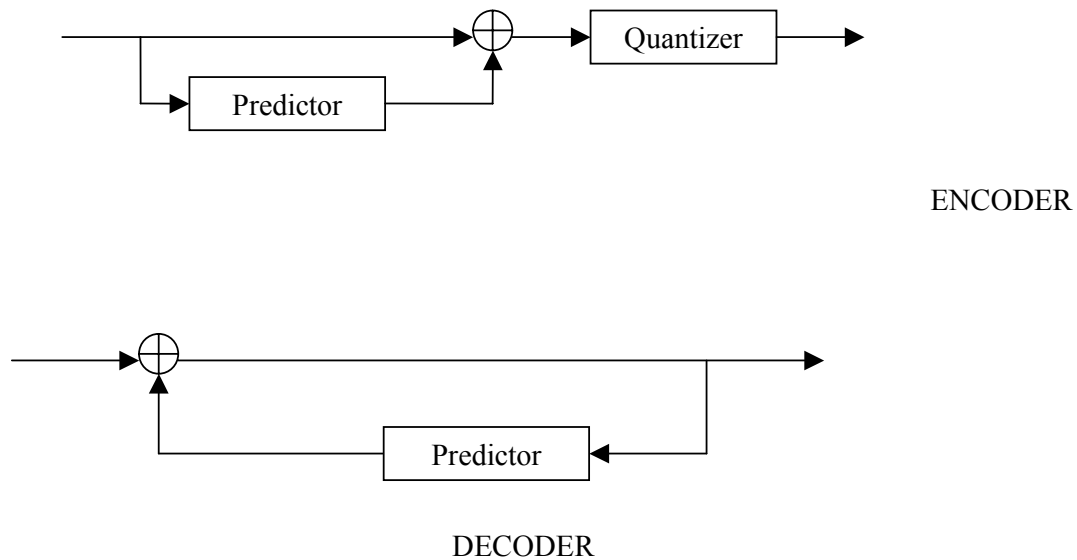 Quantizer
Predictor
ENCODER
Predictor
DECODER